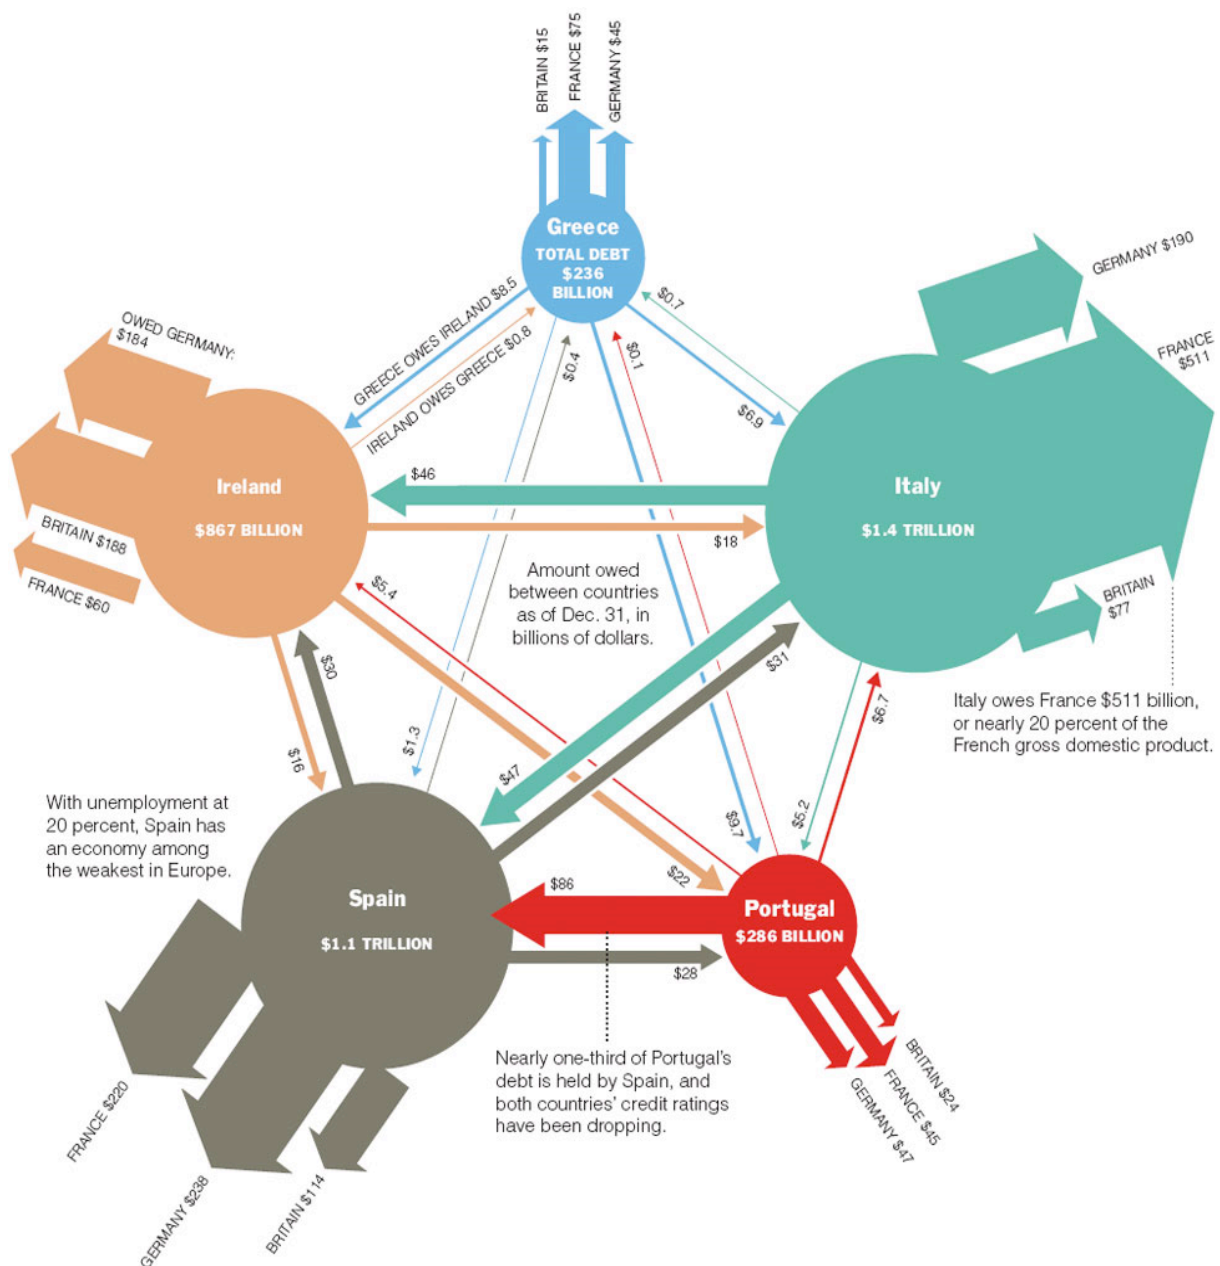 BRITAIN $15
FRANCE $75
GERMANY $45
Greece
TOTAL DEBT
$236
BILLION
GERMANY $190
FRANCE
$511
OWED GERMANY:
$184
GREECE OWES IRELAND $8.5
IRELAND OWES GREECE $0.8
$0.4
$0.1
$0.7
$6.9
$46
Ireland
$867 BILLION
Italy
$1.4 TRILLION
BRITAIN $188
FRANCE $60
$18
$5.4
Amount owed
between countries
as of Dec. 31, in
billions of dollars.
BRITAIN
$77
$30
$31
Italy owes France $511 billion,
or nearly 20 percent of the
French gross domestic product.
$6.7
$16
$1.3
$47
$9.7
$5.2
With unemployment at
20 percent, Spain has
an economy among
the weakest in Europe.
$22
$86
Spain
$1.1 TRILLION
Portugal
$286 BILLION
$28
Nearly one-third of Portugal's
debt is held by Spain, and
both countries' credit ratings
have been dropping.
BRITAIN $24
FRANCE $45
GERMANY $47
FRANCE $220
GERMANY $238
BRITAIN $114